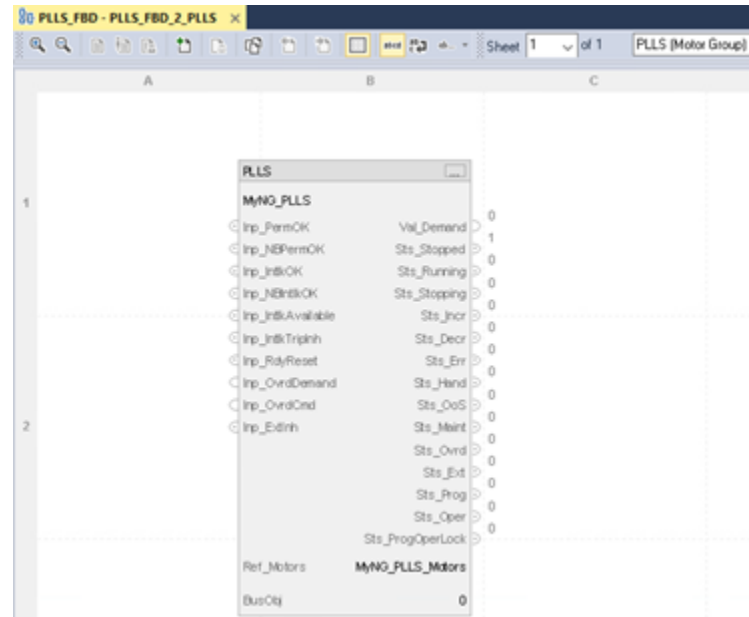 PLLS_FBD - PLLS_FBD_2_PLLS ×
Sheet 1 of 1 PLLS (Motor Group)
A B C
PLLS ...
1
MyNG_PLLS
0
Inp_PermOK Val_Demand
1
Inp_NBPermOK Sts_Stopped
0
Inp_IntlkOK Sts_Running
0
Inp_NBIntlkOK Sts_Stopping
0
Inp_IntlkAvailable Sts_Incr
0
Inp_IntlkTripInh Sts_Decr
0
Inp_RdyReset Sts_Err
0
Inp_OvrdDemand Sts_Hand
0
Inp_OvrdCmd Sts_OoS
0
2 Inp_ExtInh Sts_Maint
0
Sts_Ovrd
0
Sts_Ext
0
Sts_Prog
0
Sts_Oper
0
Sts_ProgOperLock
Ref_Motors MyNG_PLLS_Motors
BusObj 0